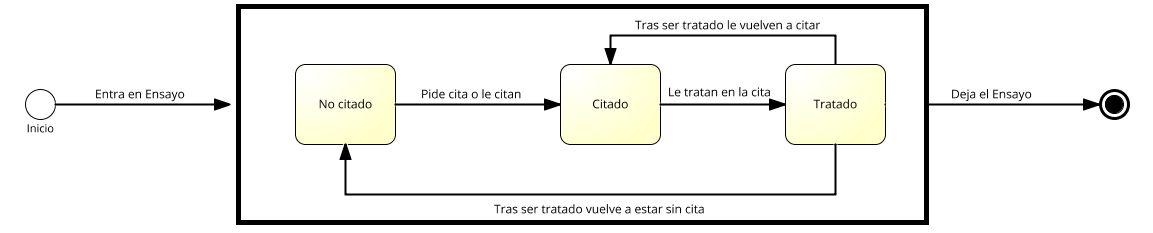 Tras ser tratado le vuelven a citar
Entra en Ensayo
Pide cita o le citan
Le tratan en la cita
Deja el Ensayo
No citado
Citado
Tratado
Inicio
Tras ser tratado vuelve a estar sin cita